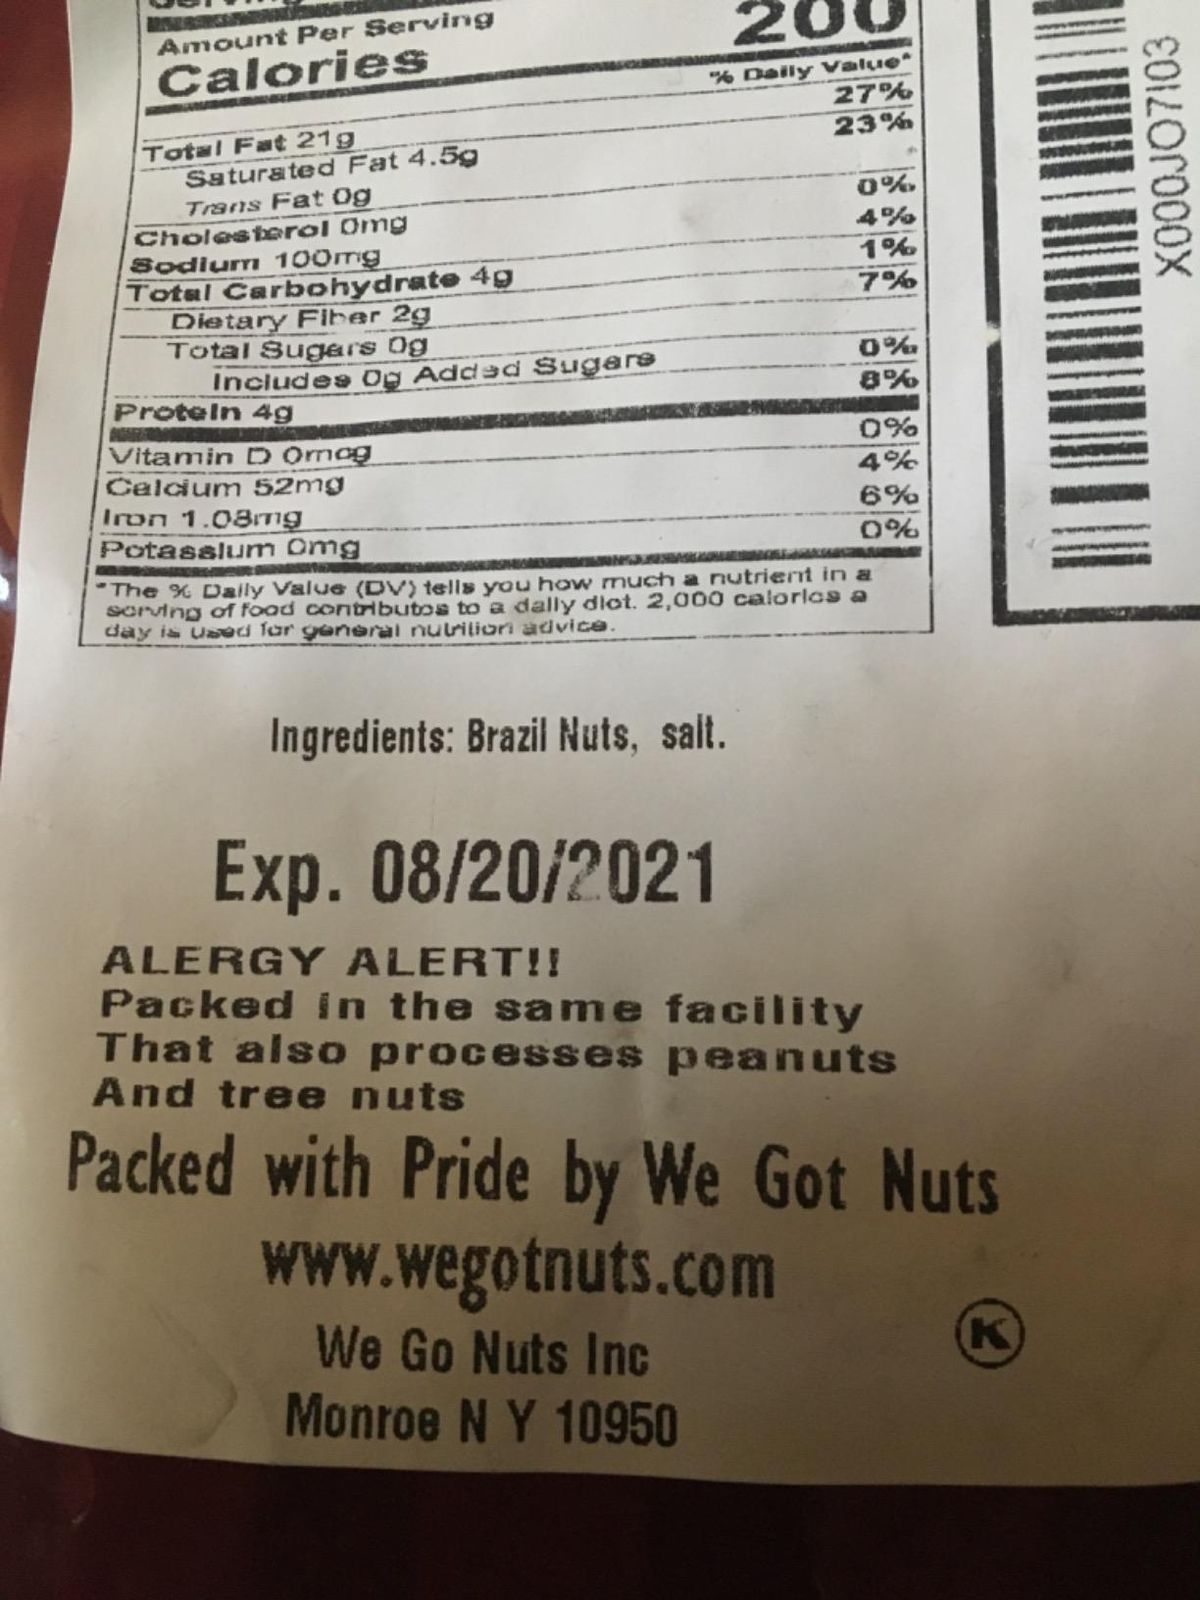 Amount Per Serving
Calories 200
% Daily Value*
Total Fat 21g 27%
Saturated Fat 4.5g 23%
Trans Fat 0g
Cholesterol 0mg 0%
Sodium 100mg 4%
Total Carbohydrate 4g 1%
Dietary Fiber 2g 7%
Total Sugars 0g
Includes 0g Added Sugars 0%
Protein 4g 8%
Vitamin D 0mcg 0%
Calcium 52mg 4%
Iron 1.08mg 6%
Potassium 0mg 0%
*The % Daily Value (DV) tells you how much a nutrient in a
serving of food contributes to a daily diet. 2,000 calories a
day is used for general nutrition advice.
X000JO7I03
Ingredients: Brazil Nuts, salt.
Exp. 08/20/2021
ALERGY ALERT!!
Packed in the same facility
That also processes peanuts
And tree nuts
Packed with Pride by We Got Nuts
www.wegotnuts.com
We Go Nuts Inc
K
Monroe N Y 10950